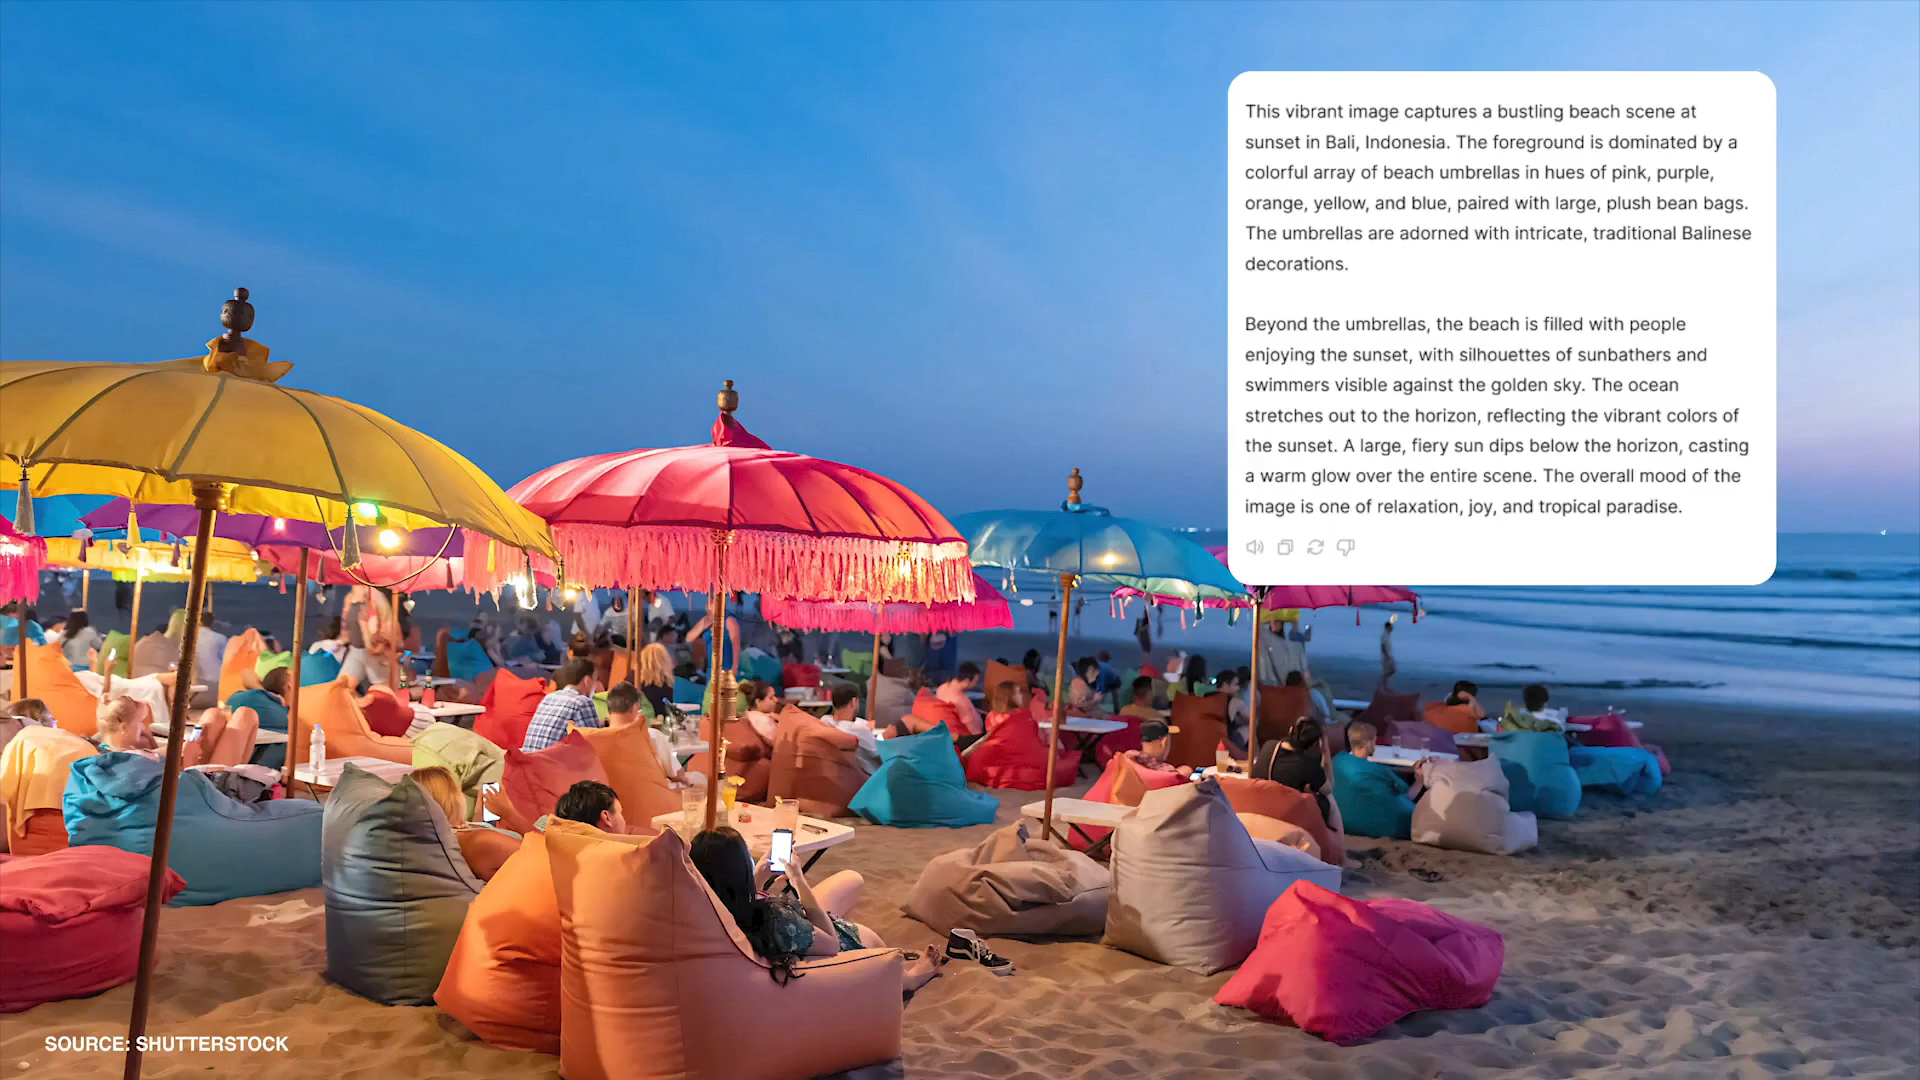 This vibrant image captures a bustling beach scene at
sunset in Bali, Indonesia. The foreground is dominated by a
colorful array of beach umbrellas in hues of pink, purple,
orange, yellow, and blue, paired with large, plush bean bags.
The umbrellas are adorned with intricate, traditional Balinese
decorations.
Beyond the umbrellas, the beach is filled with people
enjoying the sunset, with silhouettes of sunbathers and
swimmers visible against the golden sky. The ocean
stretches out to the horizon, reflecting the vibrant colors of
the sunset. A large, fiery sun dips below the horizon, casting
a warm glow over the entire scene. The overall mood of the
image is one of relaxation, joy, and tropical paradise.
SOURCE: SHUTTERSTOCK